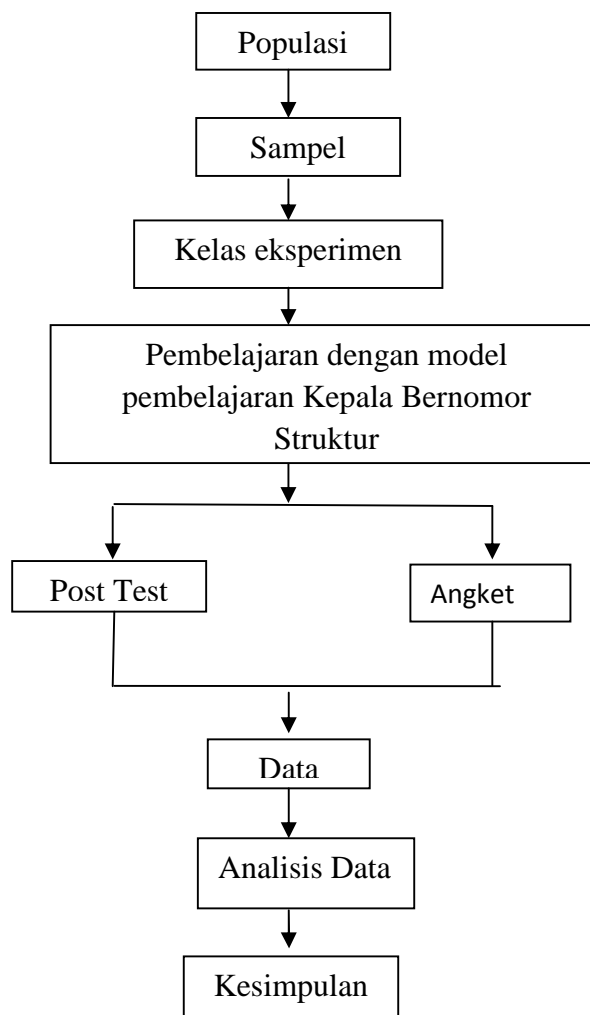 Populasi
Sampel
Kelas eksperimen
Pembelajaran dengan model
pembelajaran Kepala Bernomor
Struktur
Post Test
Angket
Data
Analisis Data
Kesimpulan